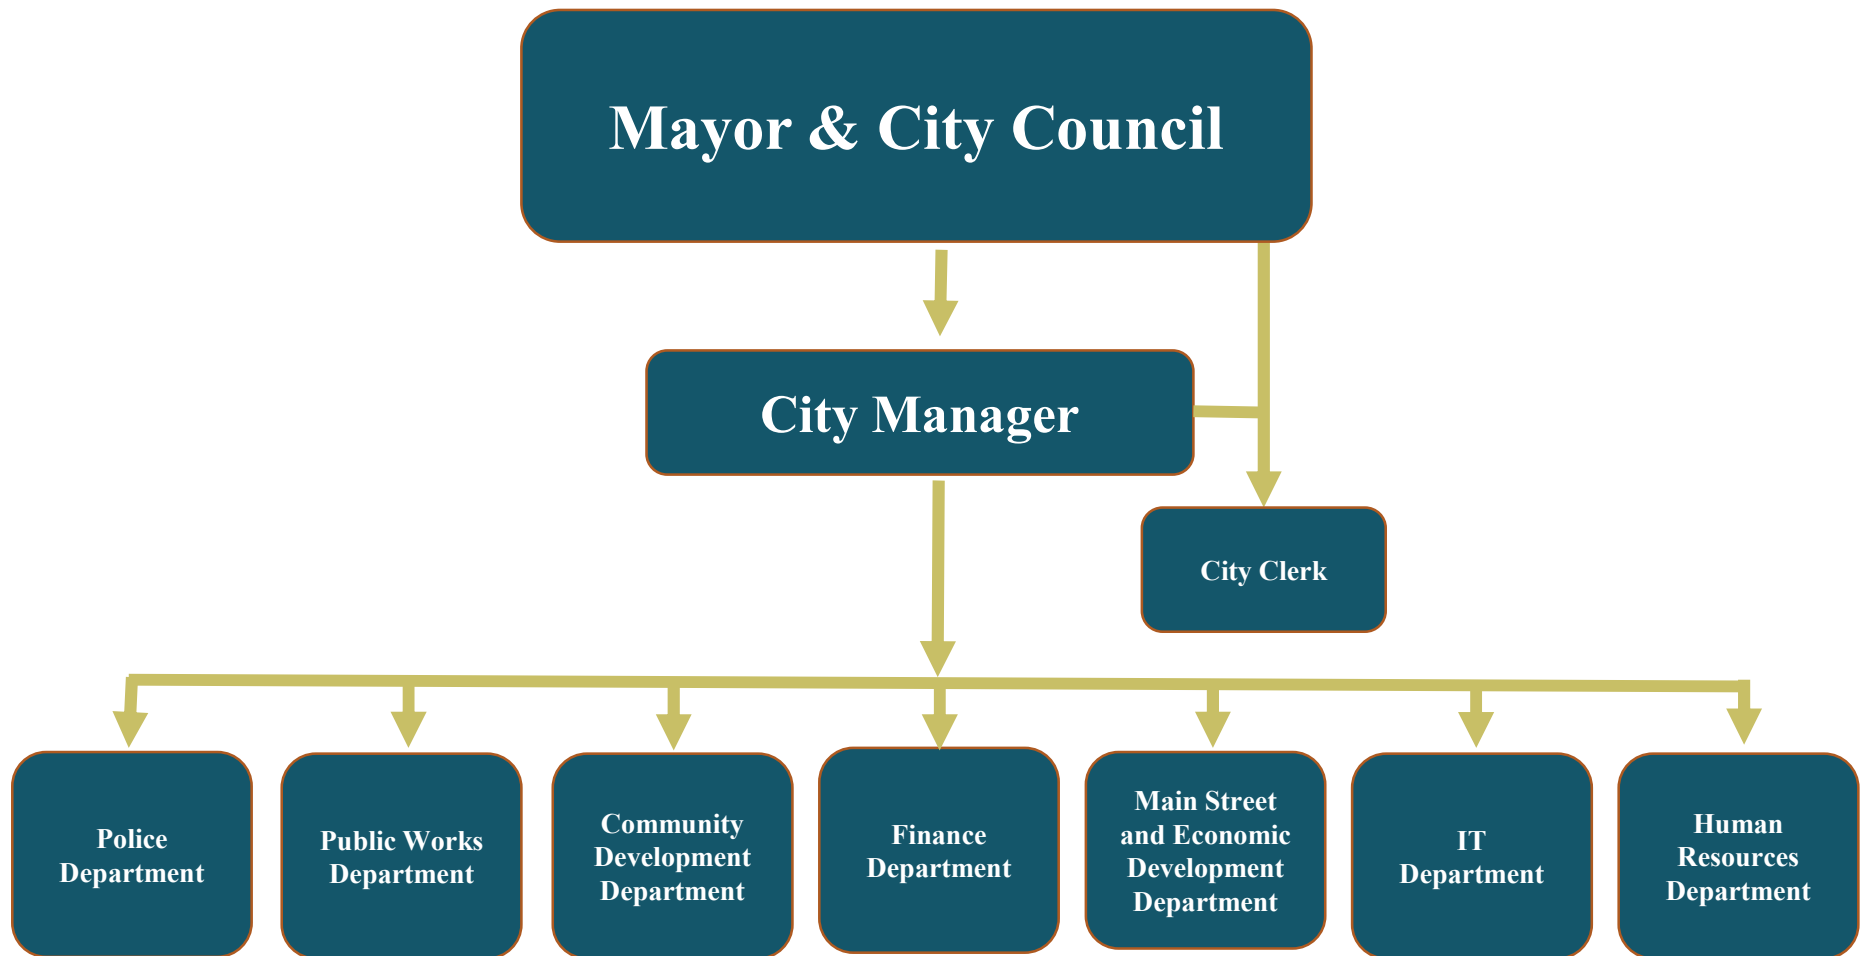 Mayor & City Council
City Manager
City Clerk
Police
Department
Public Works
Department
Community
Development
Department
Finance
Department
Main Street
and Economic
Development
Department
IT
Department
Human
Resources
Department